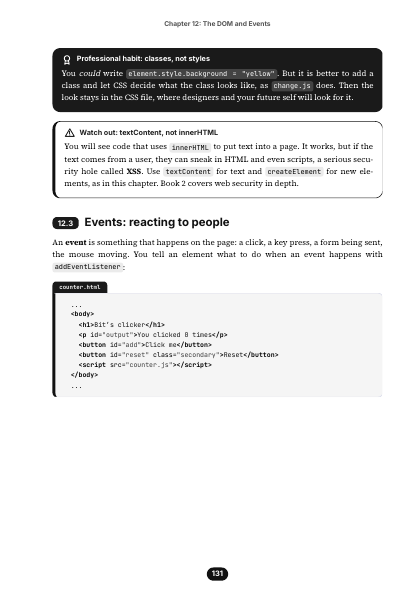 Chapter 12: The DOM and Events
Professional habit: classes, not styles
You could write element.style.background = "yellow". But it is better to add a
class and let CSS decide what the class looks like, as change.js does. Then the
look stays in the CSS file, where designers and your future self will look for it.
Watch out: textContent, not innerHTML
You will see code that uses innerHTML to put text into a page. It works, but if the
text comes from a user, they can sneak in HTML and even scripts, a serious secu-
rity hole called XSS. Use textContent for text and createElement for new ele-
ments, as in this chapter. Book 2 covers web security in depth.
12.3 Events: reacting to people
An event is something that happens on the page: a click, a key press, a form being sent,
the mouse moving. You tell an element what to do when an event happens with
addEventListener:
counter.html
...
<body>
<h1>Bit's clicker</h1>
<p id="output">You clicked 0 times</p>
<button id="add">Click me</button>
<button id="reset" class="secondary">Reset</button>
<script src="counter.js"></script>
</body>
...
131